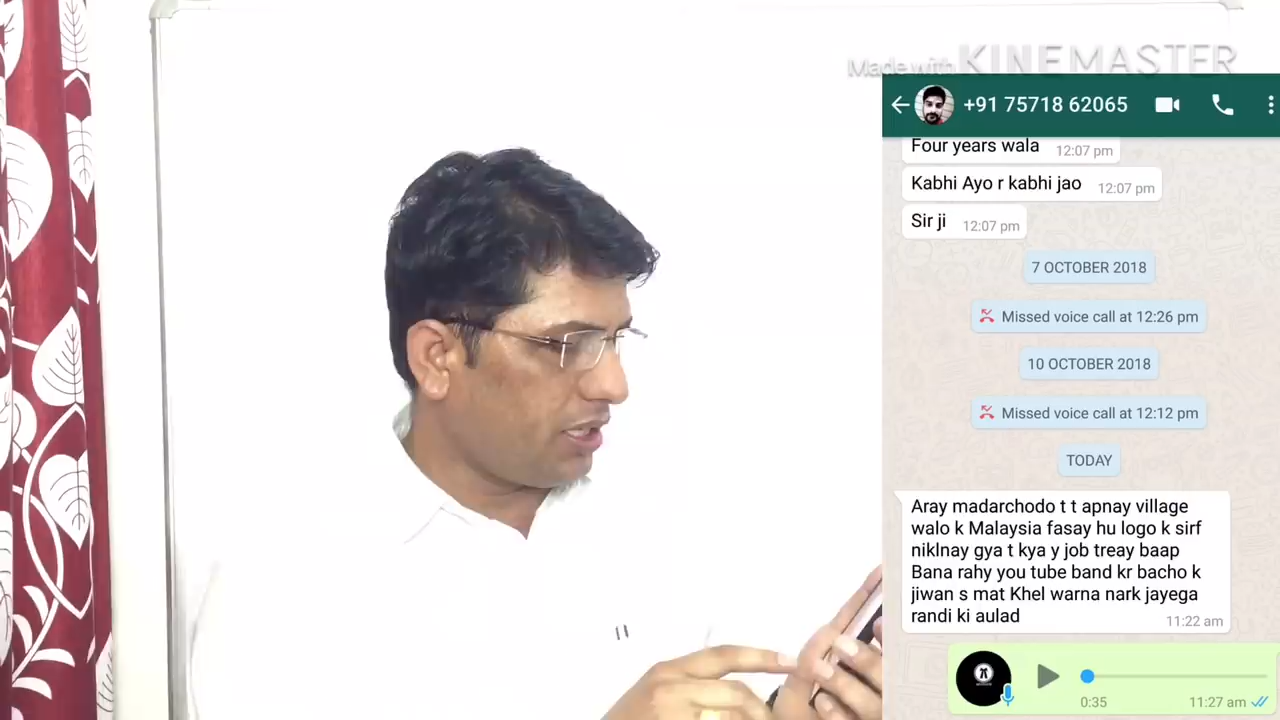 Made with KINEMASTER
+91 75718 62065
Four years wala 12:07 pm
Kabhi Ayo r kabhi jao 12:07 pm
Sir ji 12:07 pm
7 OCTOBER 2018
Missed voice call at 12:26 pm
10 OCTOBER 2018
Missed voice call at 12:12 pm
TODAY
Aray madarchodo t t apnay village
walo k Malaysia fasay hu logo k sirf
niklnay gya t kya y job treay baap
Bana rahy you tube band kr bacho k
jiwan s mat Khel warna nark jayega
randi ki aulad 11:22 am
0:35 11:27 am